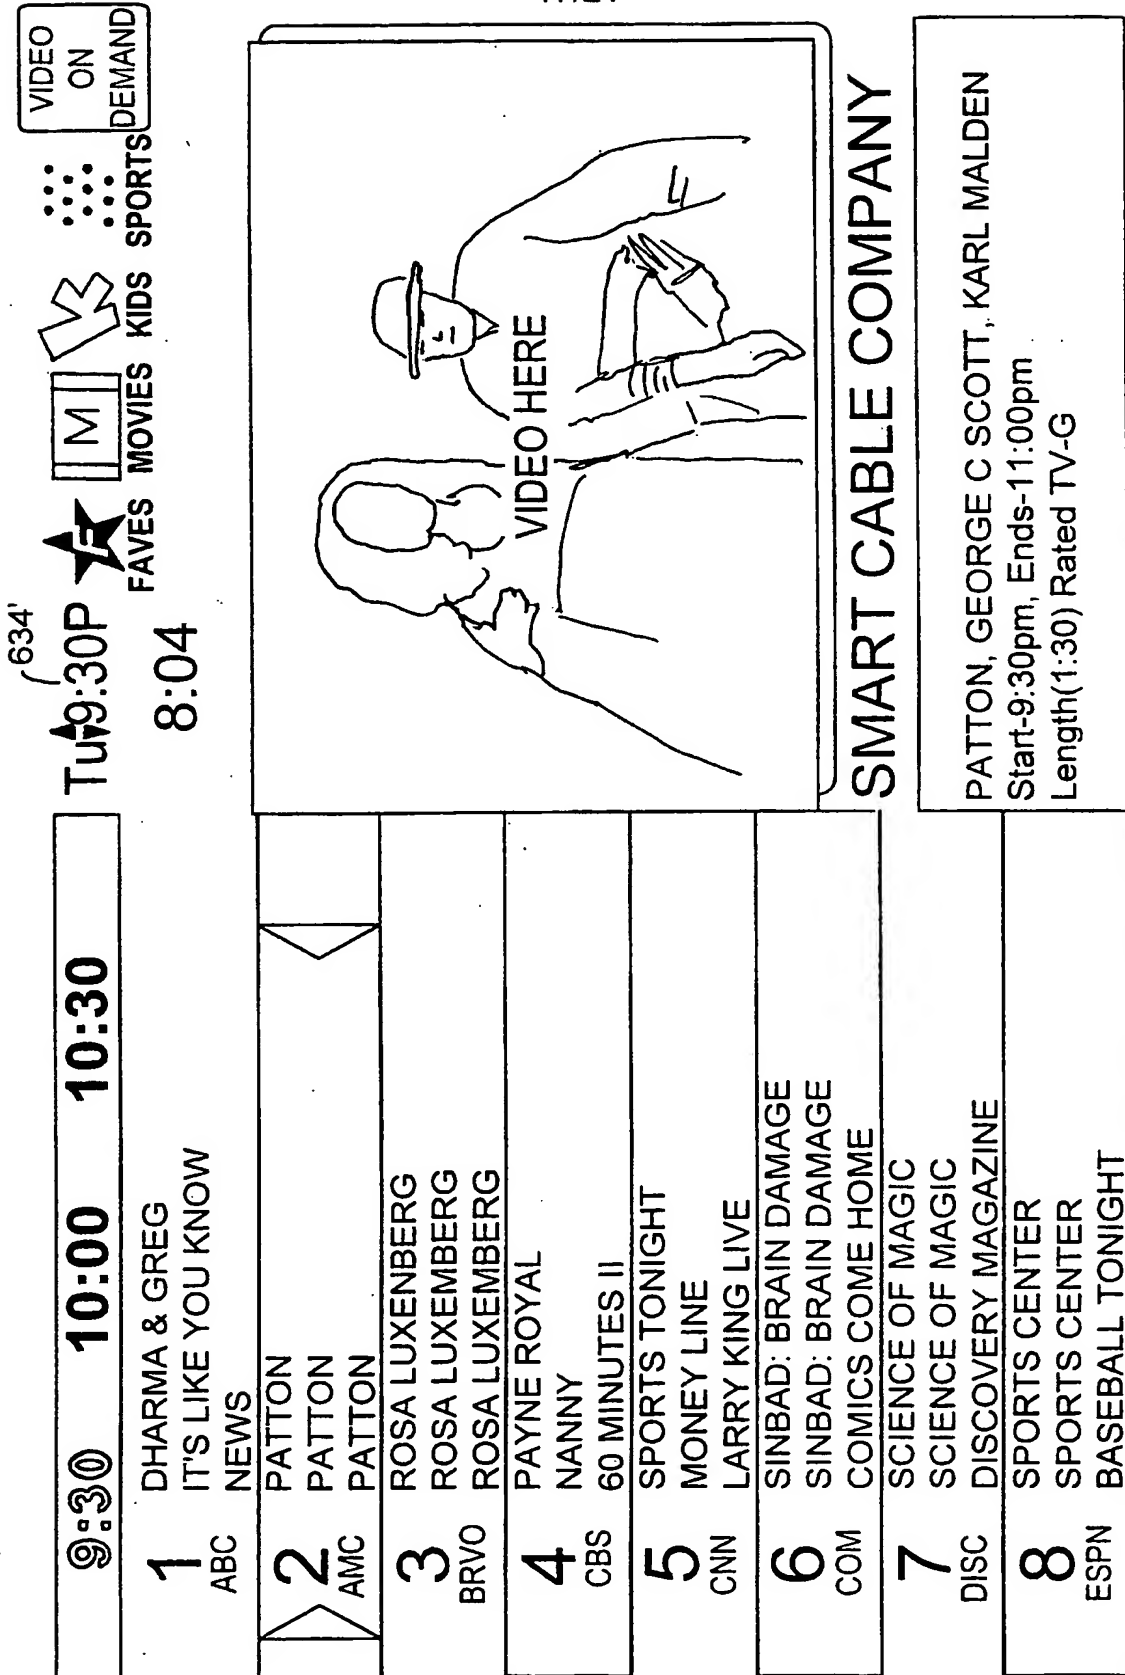 634'
9:30 10:00 10:30
Tu 9:30P
FAVES MOVIES KIDS SPORTS
F
M
K
VIDEO
ON
DEMAND
8:04
1
ABC
DHARMA & GREG
IT'S LIKE YOU KNOW
NEWS
2
AMC
PATTON
PATTON
PATTON
3
BRVO
ROSA LUXENBERG
ROSA LUXEMBERG
ROSA LUXEMBERG
4
CBS
PAYNE ROYAL
NANNY
60 MINUTES II
5
CNN
SPORTS TONIGHT
MONEY LINE
LARRY KING LIVE
6
COM
SINBAD: BRAIN DAMAGE
SINBAD: BRAIN DAMAGE
COMICS COME HOME
7
DISC
SCIENCE OF MAGIC
SCIENCE OF MAGIC
DISCOVERY MAGAZINE
8
ESPN
SPORTS CENTER
SPORTS CENTER
BASEBALL TONIGHT
VIDEO HERE
SMART CABLE COMPANY
PATTON, GEORGE C SCOTT, KARL MALDEN
Start-9:30pm, Ends-11:00pm
Length(1:30) Rated TV-G